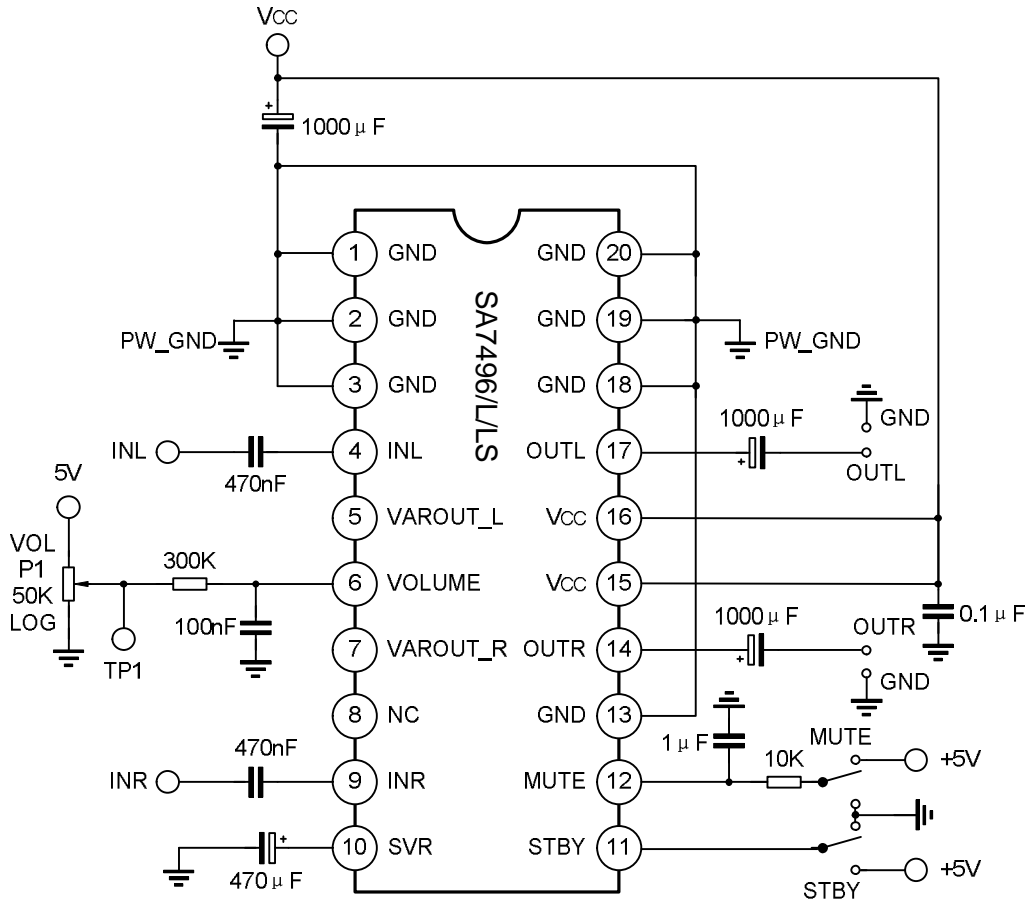 VCC
+
1000μF
1 GND
GND 20
2 GND
GND 19
PW_GND
PW_GND
3 GND
GND 18
SA7496/L/LS
1000μF
GND
INL
4 INL
OUTL 17
+
OUTL
470nF
5V
5 VAROUT_L
VCC 16
VOL
P1
50K
LOG
300K
6 VOLUME
VCC 15
100nF
1000μF
0.1μF
TP1
7 VAROUT_R
OUTR 14
+
OUTR
GND
8 NC
GND 13
470nF
1μF
MUTE
10K
+5V
INR
9 INR
MUTE 12
+
10 SVR
STBY 11
470μF
+5V
STBY